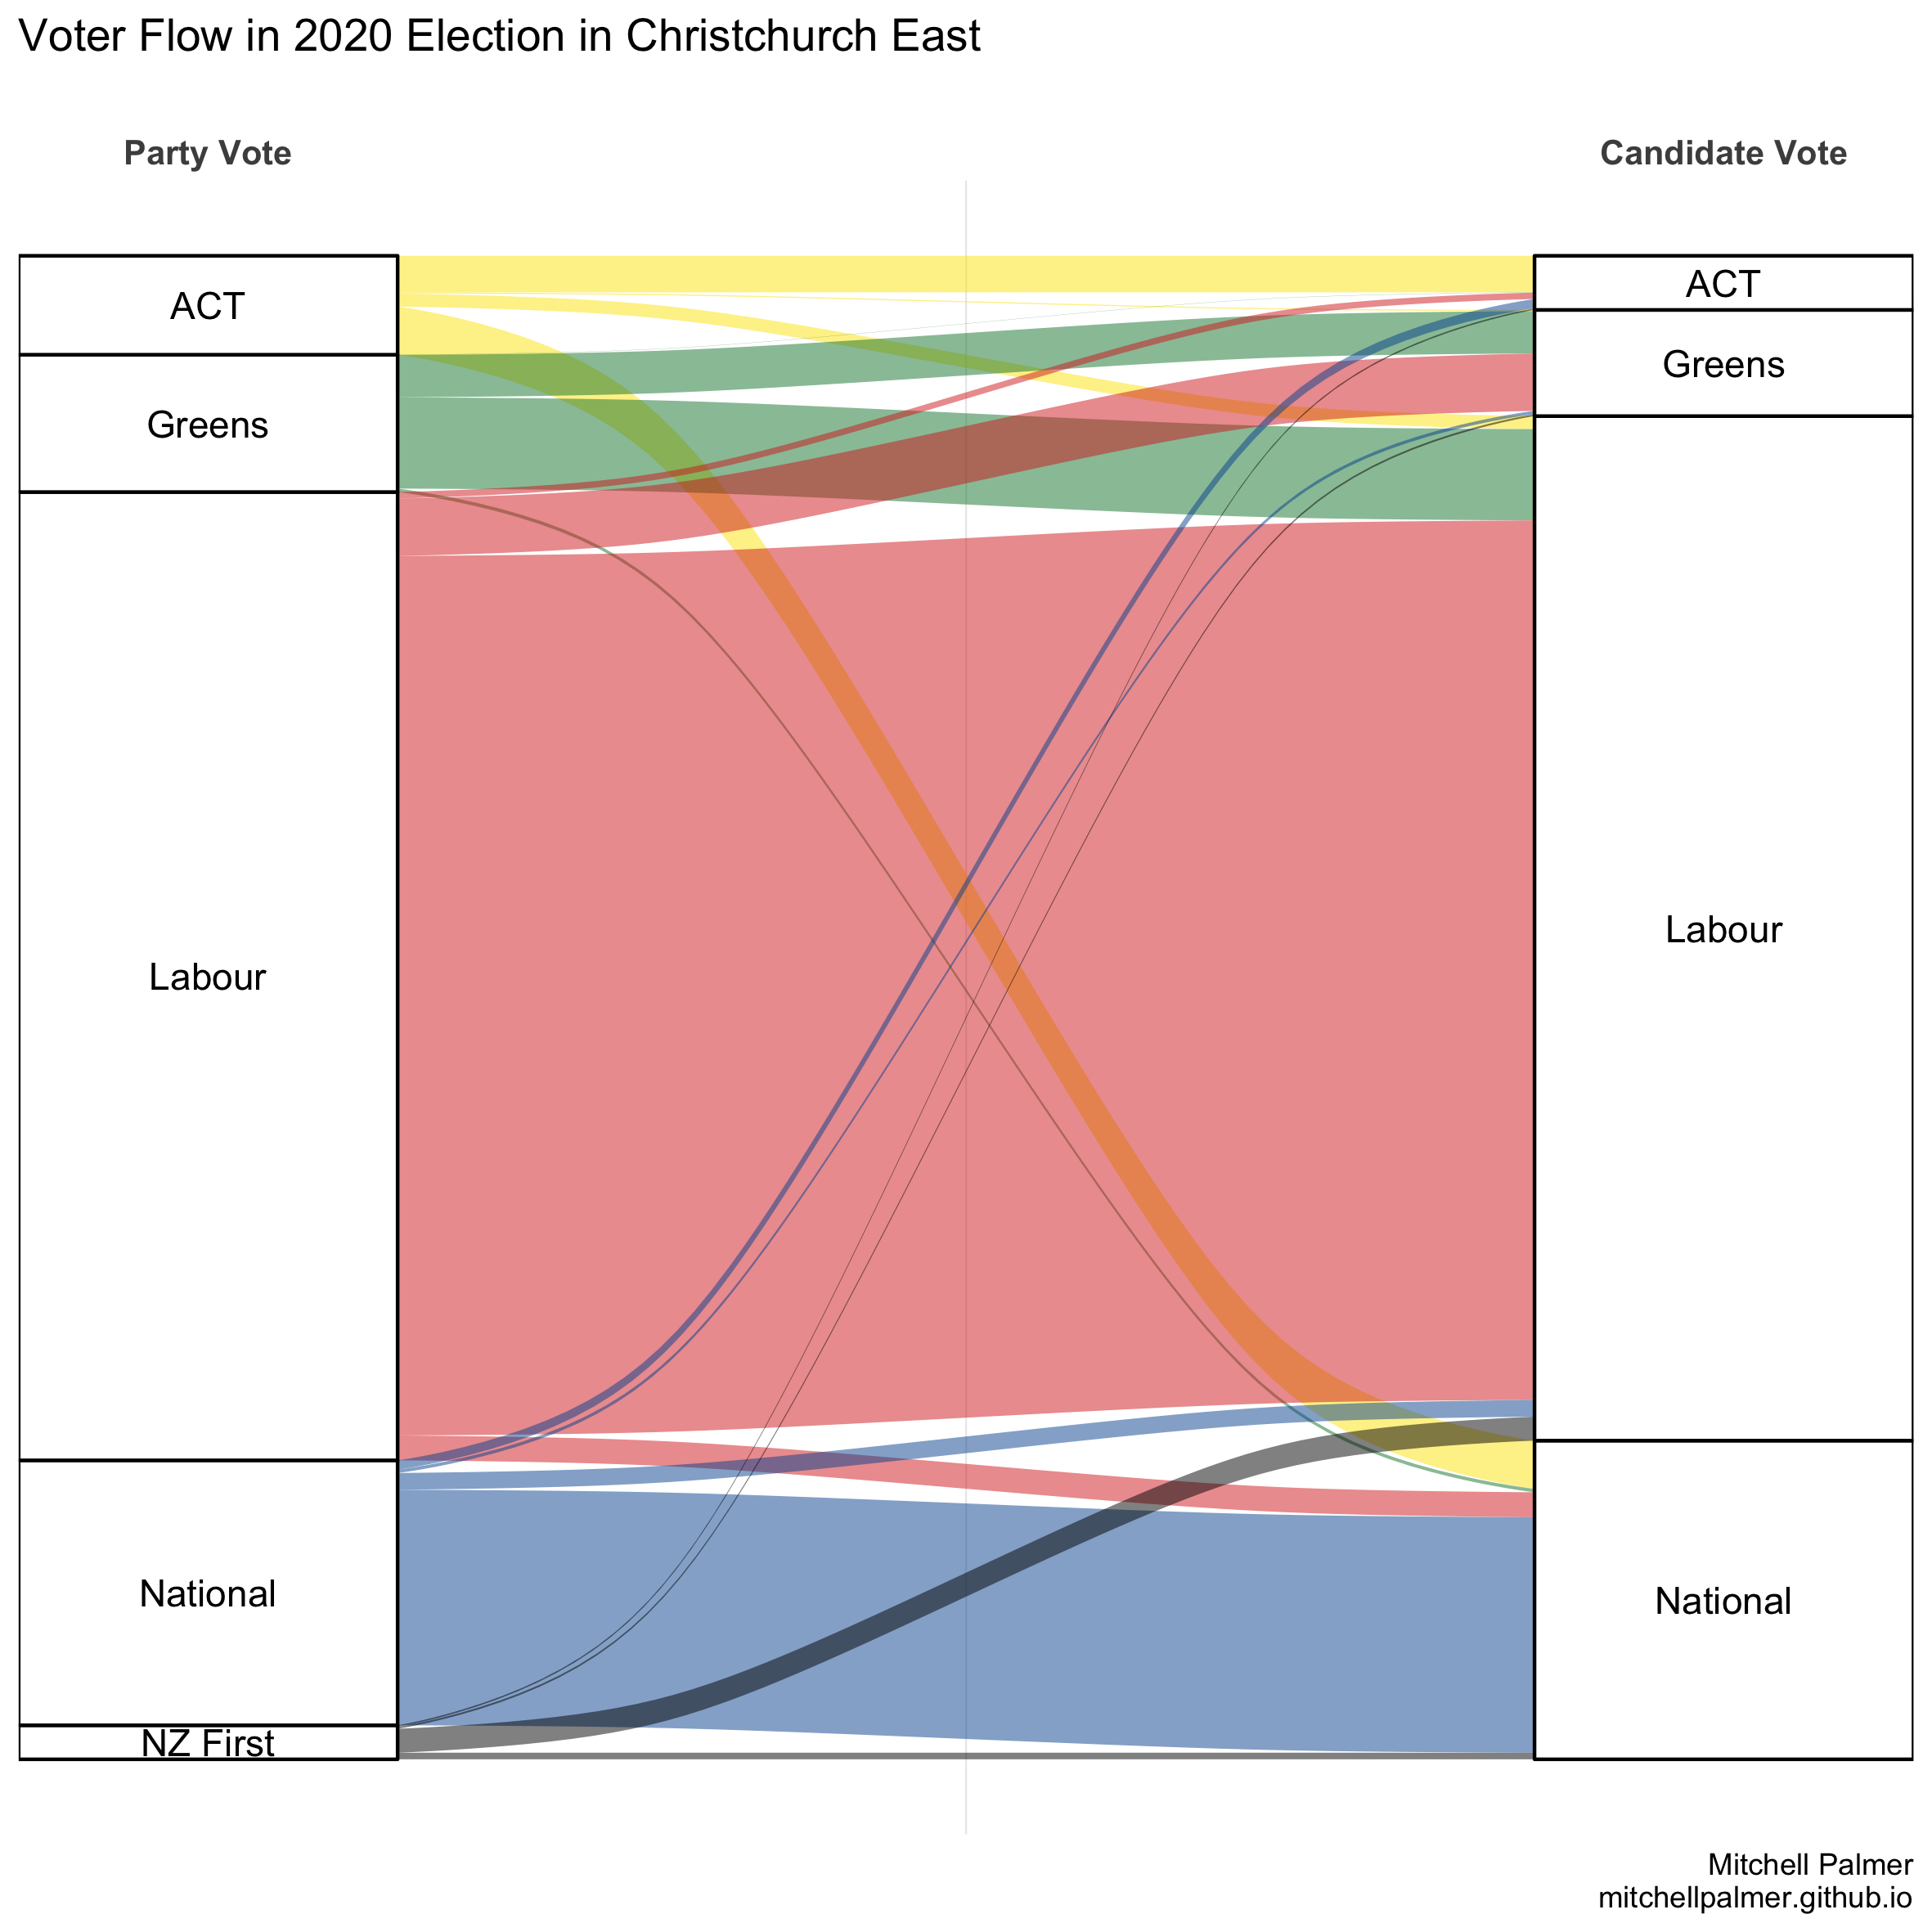 Voter Flow in 2020 Election in Christchurch East
Party Vote
Candidate Vote
ACT
Greens
Labour
National
NZ First
ACT
Greens
Labour
National
Mitchell Palmer
mitchellpalmer.github.io